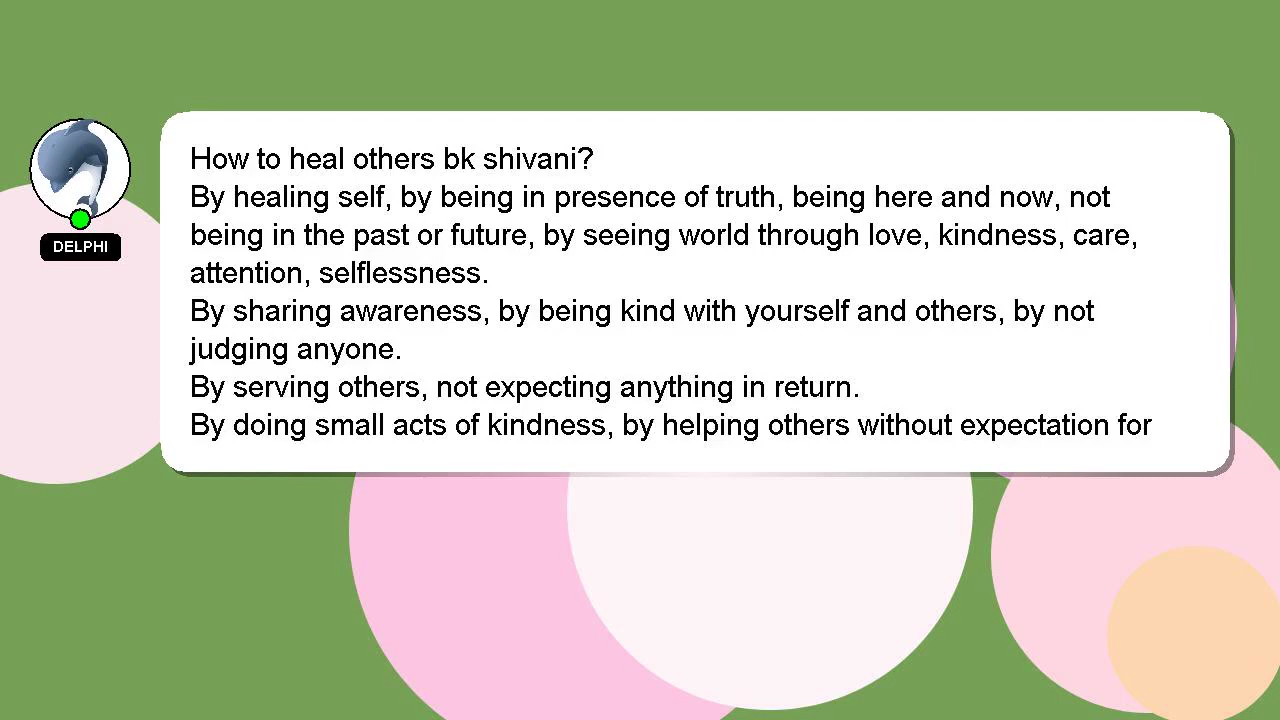 How to heal others bk shivani?
By healing self, by being in presence of truth, being here and now, not
being in the past or future, by seeing world through love, kindness, care,
attention, selflessness.
By sharing awareness, by being kind with yourself and others, by not
judging anyone.
By serving others, not expecting anything in return.
By doing small acts of kindness, by helping others without expectation for
DELPHI